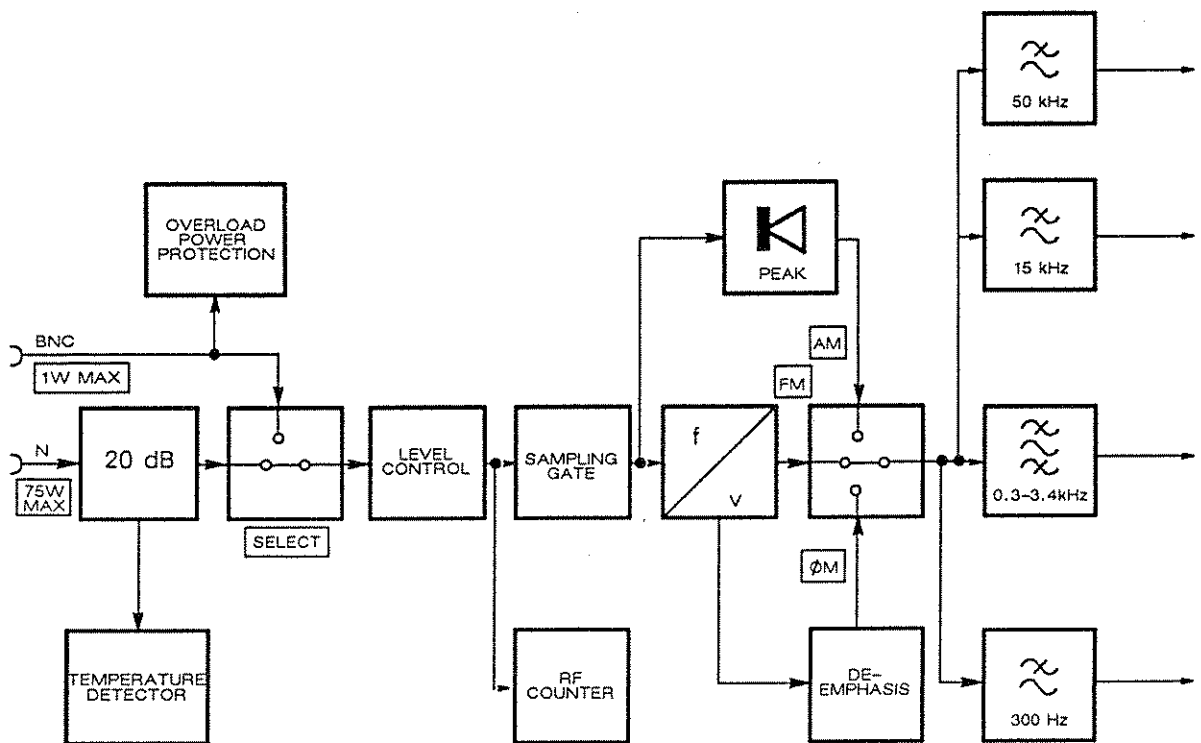 50 kHz
OVERLOAD
POWER
PROTECTION
PEAK
15 kHz
BNC
1W MAX
AM
FM
N
75W
MAX
20 dB
SELECT
LEVEL
CONTROL
SAMPLING
GATE
f
V
0.3-3.4kHz
ØM
TEMPERATURE
DETECTOR
RF
COUNTER
DE-
EMPHASIS
300 Hz